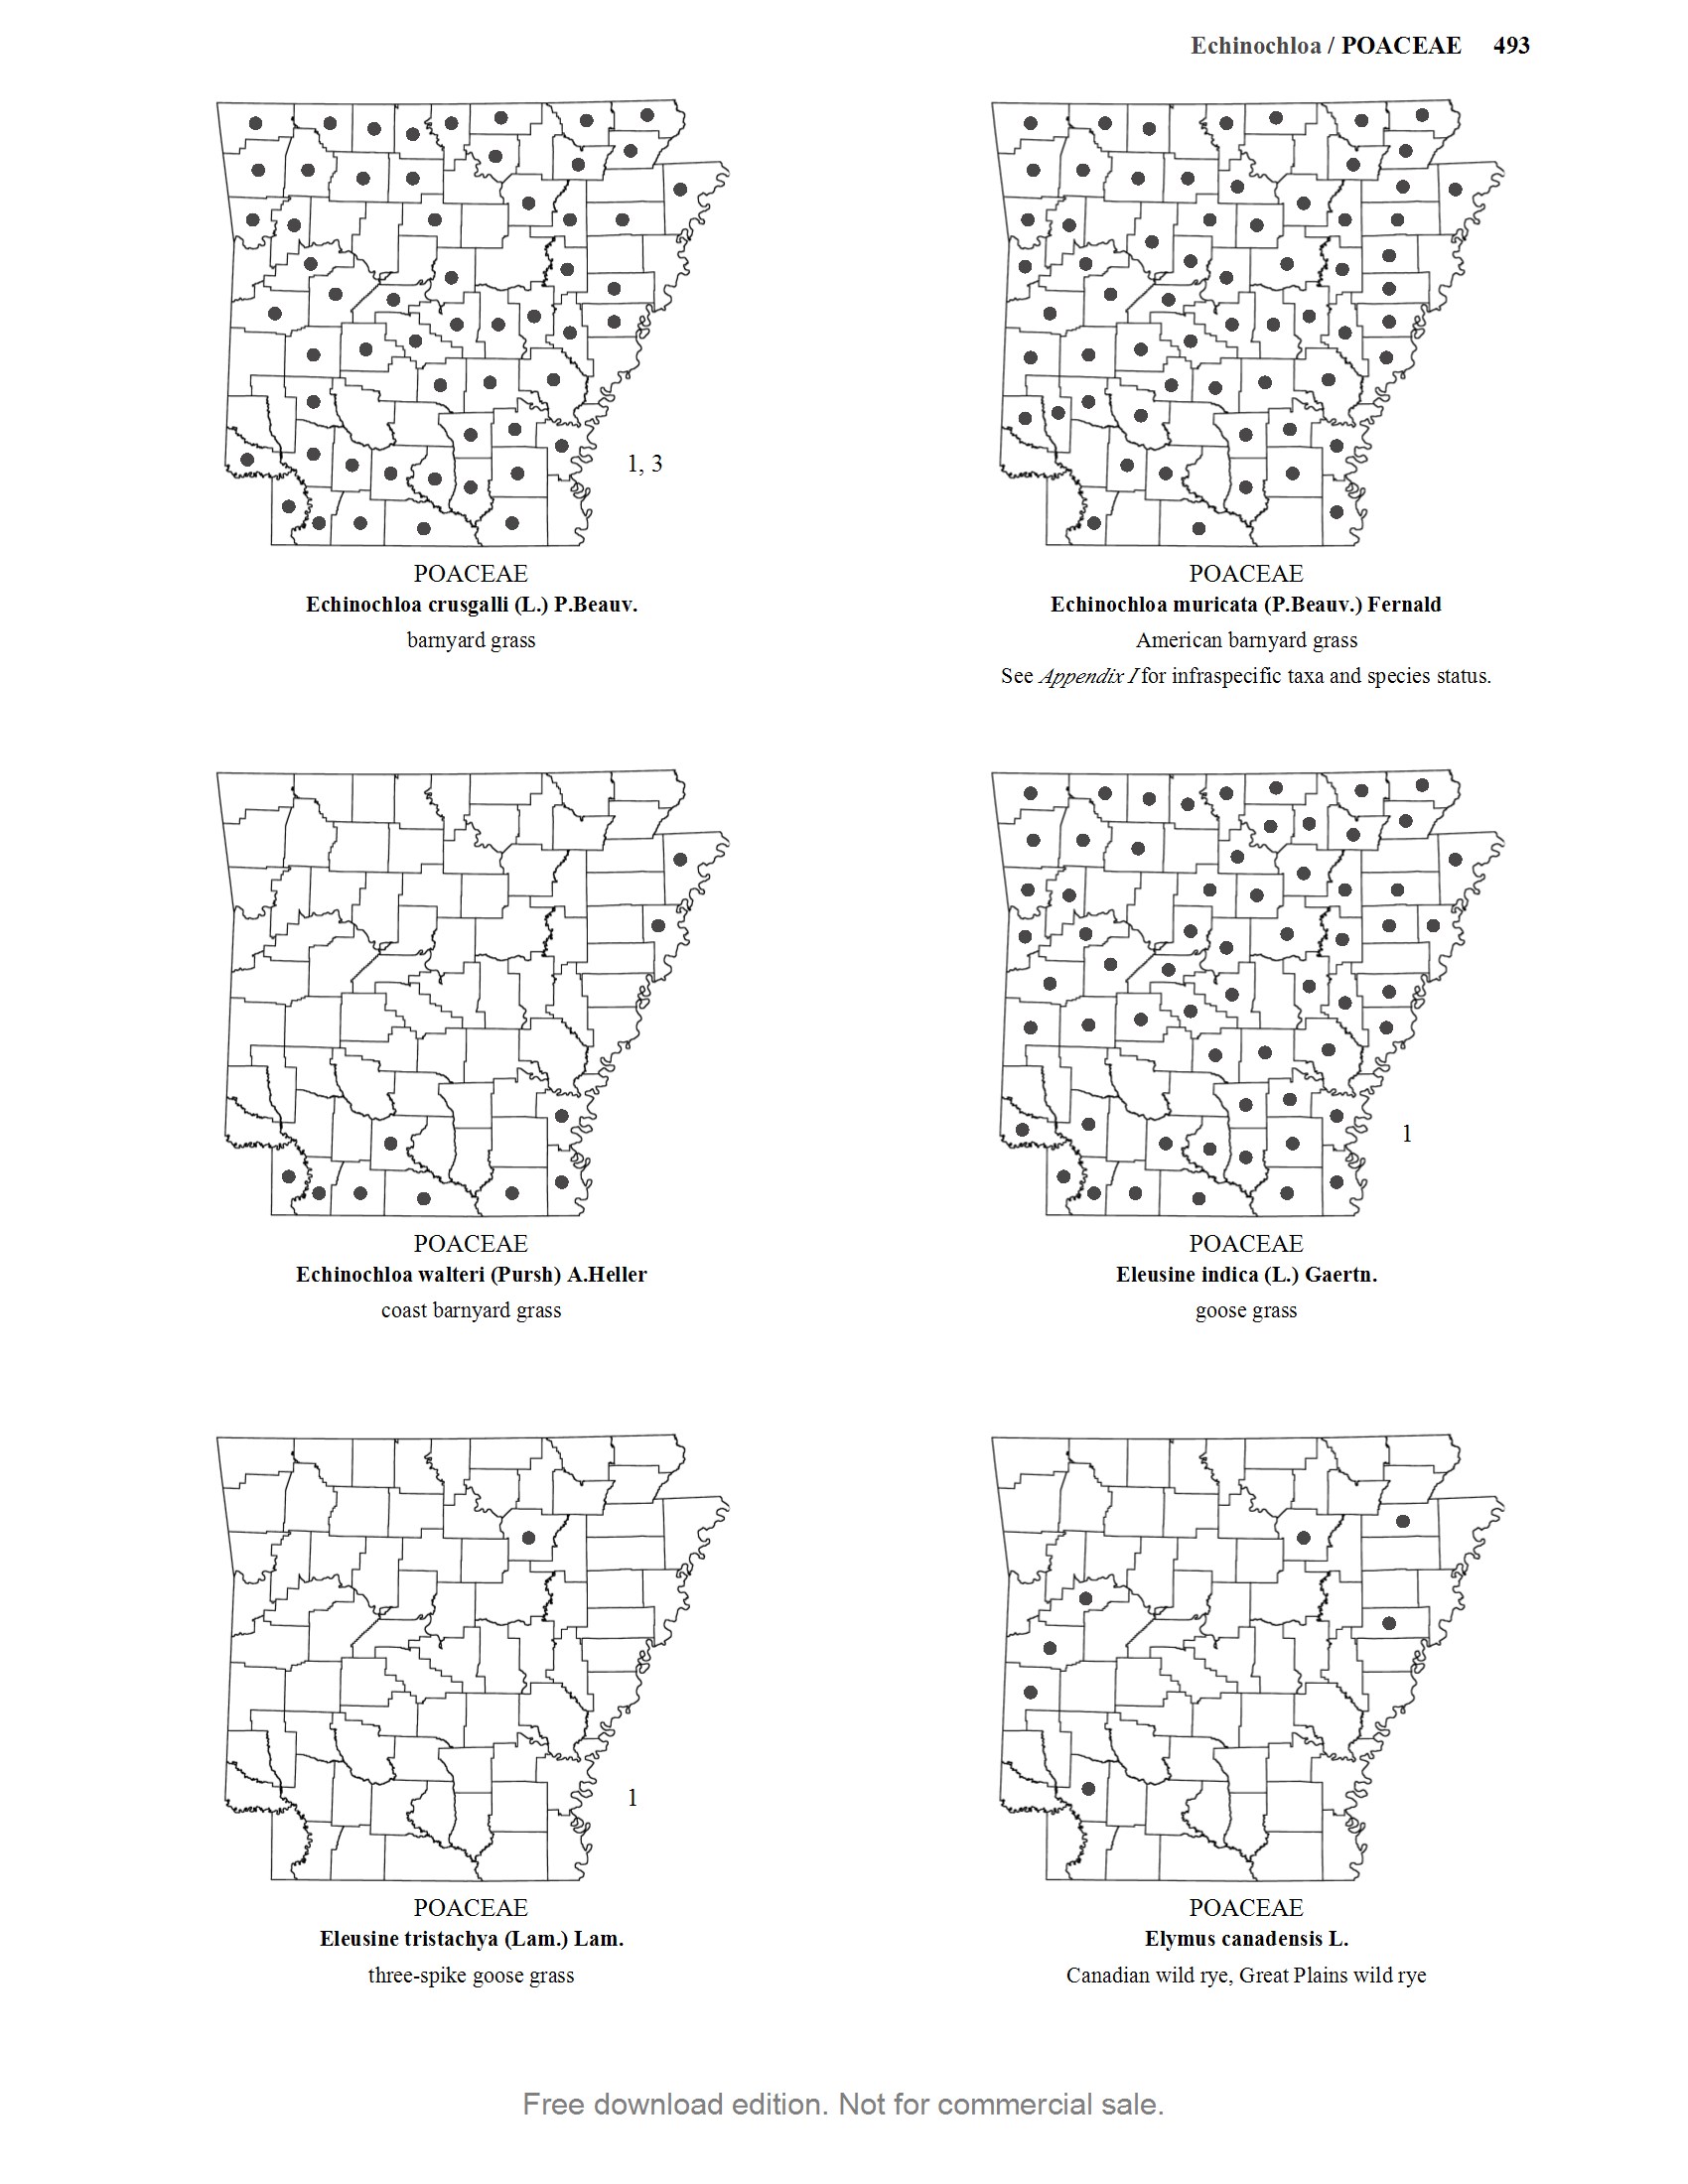 Echinochloa / POACEAE 493
1, 3
POACEAE
Echinochloa crusgalli (L.) P.Beauv.
barnyard grass
POACEAE
Echinochloa muricata (P.Beauv.) Fernald
American barnyard grass
See Appendix I for infraspecific taxa and species status.
POACEAE
Echinochloa walteri (Pursh) A.Heller
coast barnyard grass
1
POACEAE
Eleusine indica (L.) Gaertn.
goose grass
1
POACEAE
Eleusine tristachya (Lam.) Lam.
three-spike goose grass
POACEAE
Elymus canadensis L.
Canadian wild rye, Great Plains wild rye
Free download edition. Not for commercial sale.